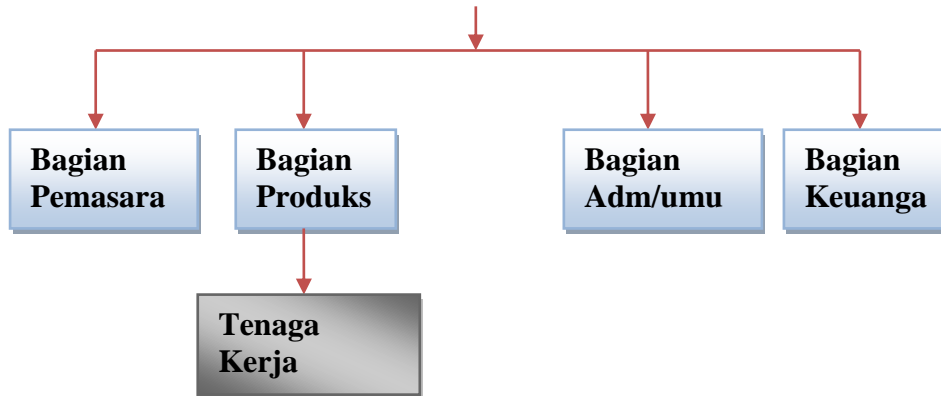 Bagian
Pemasara
Bagian
Produks
Bagian
Adm/umu
Bagian
Keuanga
Tenaga
Kerja